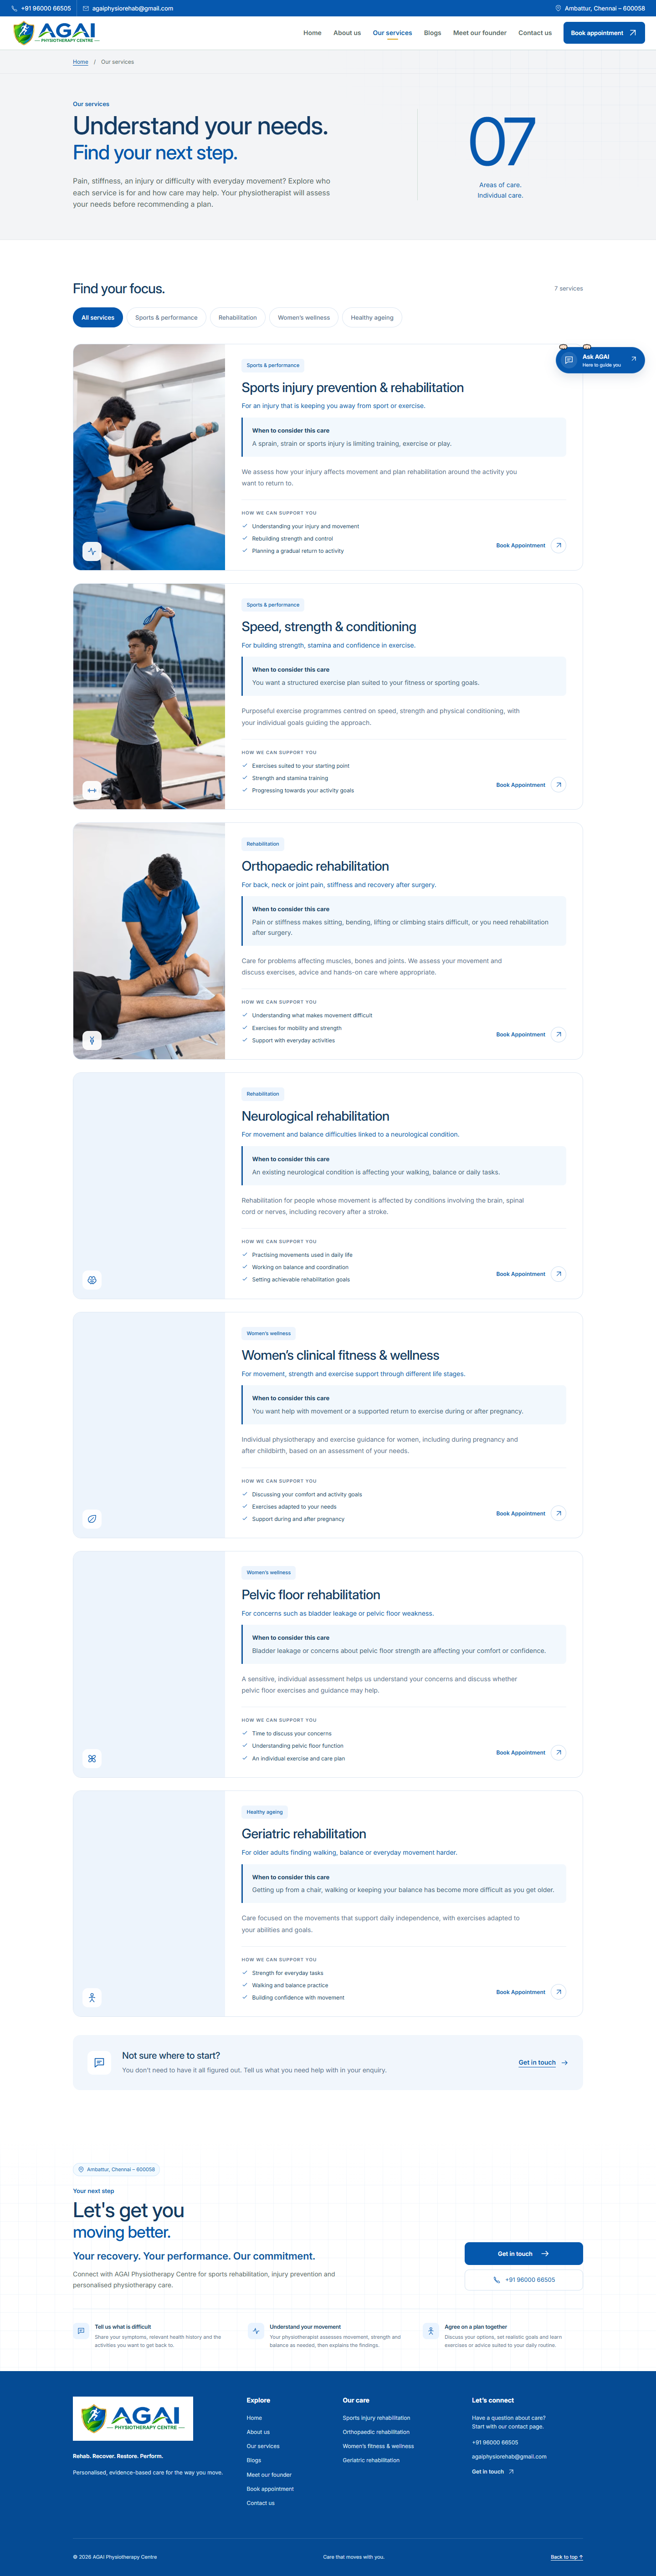 +91 96000 66505
agaiphysiorehab@gmail.com
Ambattur, Chennai – 600058
AGAI
PHYSIOTHERAPY CENTRE
Home
About us
Our services
Blogs
Meet our founder
Contact us
Book appointment
Home / Our services
Our services
Understand your needs.
Find your next step.
Pain, stiffness, an injury or difficulty with everyday movement? Explore who
each service is for and how care may help. Your physiotherapist will assess
your needs before recommending a plan.
07
Areas of care.
Individual care.
Find your focus.
7 services
All services
Sports & performance
Rehabilitation
Women's wellness
Healthy ageing
Ask AGAI
Here to guide you
Sports & performance
Sports injury prevention & rehabilitation
For an injury that is keeping you away from sport or exercise.
When to consider this care
A sprain, strain or sports injury is limiting training, exercise or play.
We assess how your injury affects movement and plan rehabilitation around the activity you
want to return to.
HOW WE CAN SUPPORT YOU
Understanding your injury and movement
Rebuilding strength and control
Planning a gradual return to activity
Book Appointment
Sports & performance
Speed, strength & conditioning
For building strength, stamina and confidence in exercise.
When to consider this care
You want a structured exercise plan suited to your fitness or sporting goals.
Purposeful exercise programmes centred on speed, strength and physical conditioning, with
your individual goals guiding the approach.
HOW WE CAN SUPPORT YOU
Exercises suited to your starting point
Strength and stamina training
Progressing towards your activity goals
Book Appointment
Rehabilitation
Orthopaedic rehabilitation
For back, neck or joint pain, stiffness and recovery after surgery.
When to consider this care
Pain or stiffness makes sitting, bending, lifting or climbing stairs difficult, or you need rehabilitation
after surgery.
Care for problems affecting muscles, bones and joints. We assess your movement and
discuss exercises, advice and hands-on care where appropriate.
HOW WE CAN SUPPORT YOU
Understanding what makes movement difficult
Exercises for mobility and strength
Support with everyday activities
Book Appointment
Rehabilitation
Neurological rehabilitation
For movement and balance difficulties linked to a neurological condition.
When to consider this care
An existing neurological condition is affecting your walking, balance or daily tasks.
Rehabilitation for people whose movement is affected by conditions involving the brain, spinal
cord or nerves, including recovery after a stroke.
HOW WE CAN SUPPORT YOU
Practising movements used in daily life
Working on balance and coordination
Setting achievable rehabilitation goals
Book Appointment
Women's wellness
Women's clinical fitness & wellness
For movement, strength and exercise support through different life stages.
When to consider this care
You want help with movement or a supported return to exercise during or after pregnancy.
Individual physiotherapy and exercise guidance for women, including during pregnancy and
after childbirth, based on an assessment of your needs.
HOW WE CAN SUPPORT YOU
Discussing your comfort and activity goals
Exercises adapted to your needs
Support during and after pregnancy
Book Appointment
Women's wellness
Pelvic floor rehabilitation
For concerns such as bladder leakage or pelvic floor weakness.
When to consider this care
Bladder leakage or concerns about pelvic floor strength are affecting your comfort or confidence.
A sensitive, individual assessment helps us understand your concerns and discuss whether
pelvic floor exercises and guidance may help.
HOW WE CAN SUPPORT YOU
Time to discuss your concerns
Understanding pelvic floor function
An individual exercise and care plan
Book Appointment
Healthy ageing
Geriatric rehabilitation
For older adults finding walking, balance or everyday movement harder.
When to consider this care
Getting up from a chair, walking or keeping your balance has become more difficult as you get older.
Care focused on the movements that support daily independence, with exercises adapted to
your abilities and goals.
HOW WE CAN SUPPORT YOU
Strength for everyday tasks
Walking and balance practice
Building confidence with movement
Book Appointment
Not sure where to start?
You don't need to have it all figured out. Tell us what you need help with in your enquiry.
Get in touch
Ambattur, Chennai – 600058
Your next step
Let's get you
moving better.
Your recovery. Your performance. Our commitment.
Connect with AGAI Physiotherapy Centre for sports rehabilitation, injury prevention and
personalised physiotherapy care.
Get in touch
+91 96000 66505
Tell us what is difficult
Share your symptoms, relevant health history and the
activities you want to get back to.
Understand your movement
Your physiotherapist assesses movement, strength and
balance as needed, then explains the findings.
Agree on a plan together
Discuss your options, set realistic goals and learn
exercises or advice suited to your daily routine.
AGAI
PHYSIOTHERAPY CENTRE
Rehab. Recover. Restore. Perform.
Personalised, evidence-based care for the way you move.
Explore
Home
About us
Our services
Blogs
Meet our founder
Book appointment
Contact us
Our care
Sports injury rehabilitation
Orthopaedic rehabilitation
Women's fitness & wellness
Geriatric rehabilitation
Let's connect
Have a question about care?
Start with our contact page.
+91 96000 66505
agaiphysiorehab@gmail.com
Get in touch
© 2026 AGAI Physiotherapy Centre
Care that moves with you.
Back to top